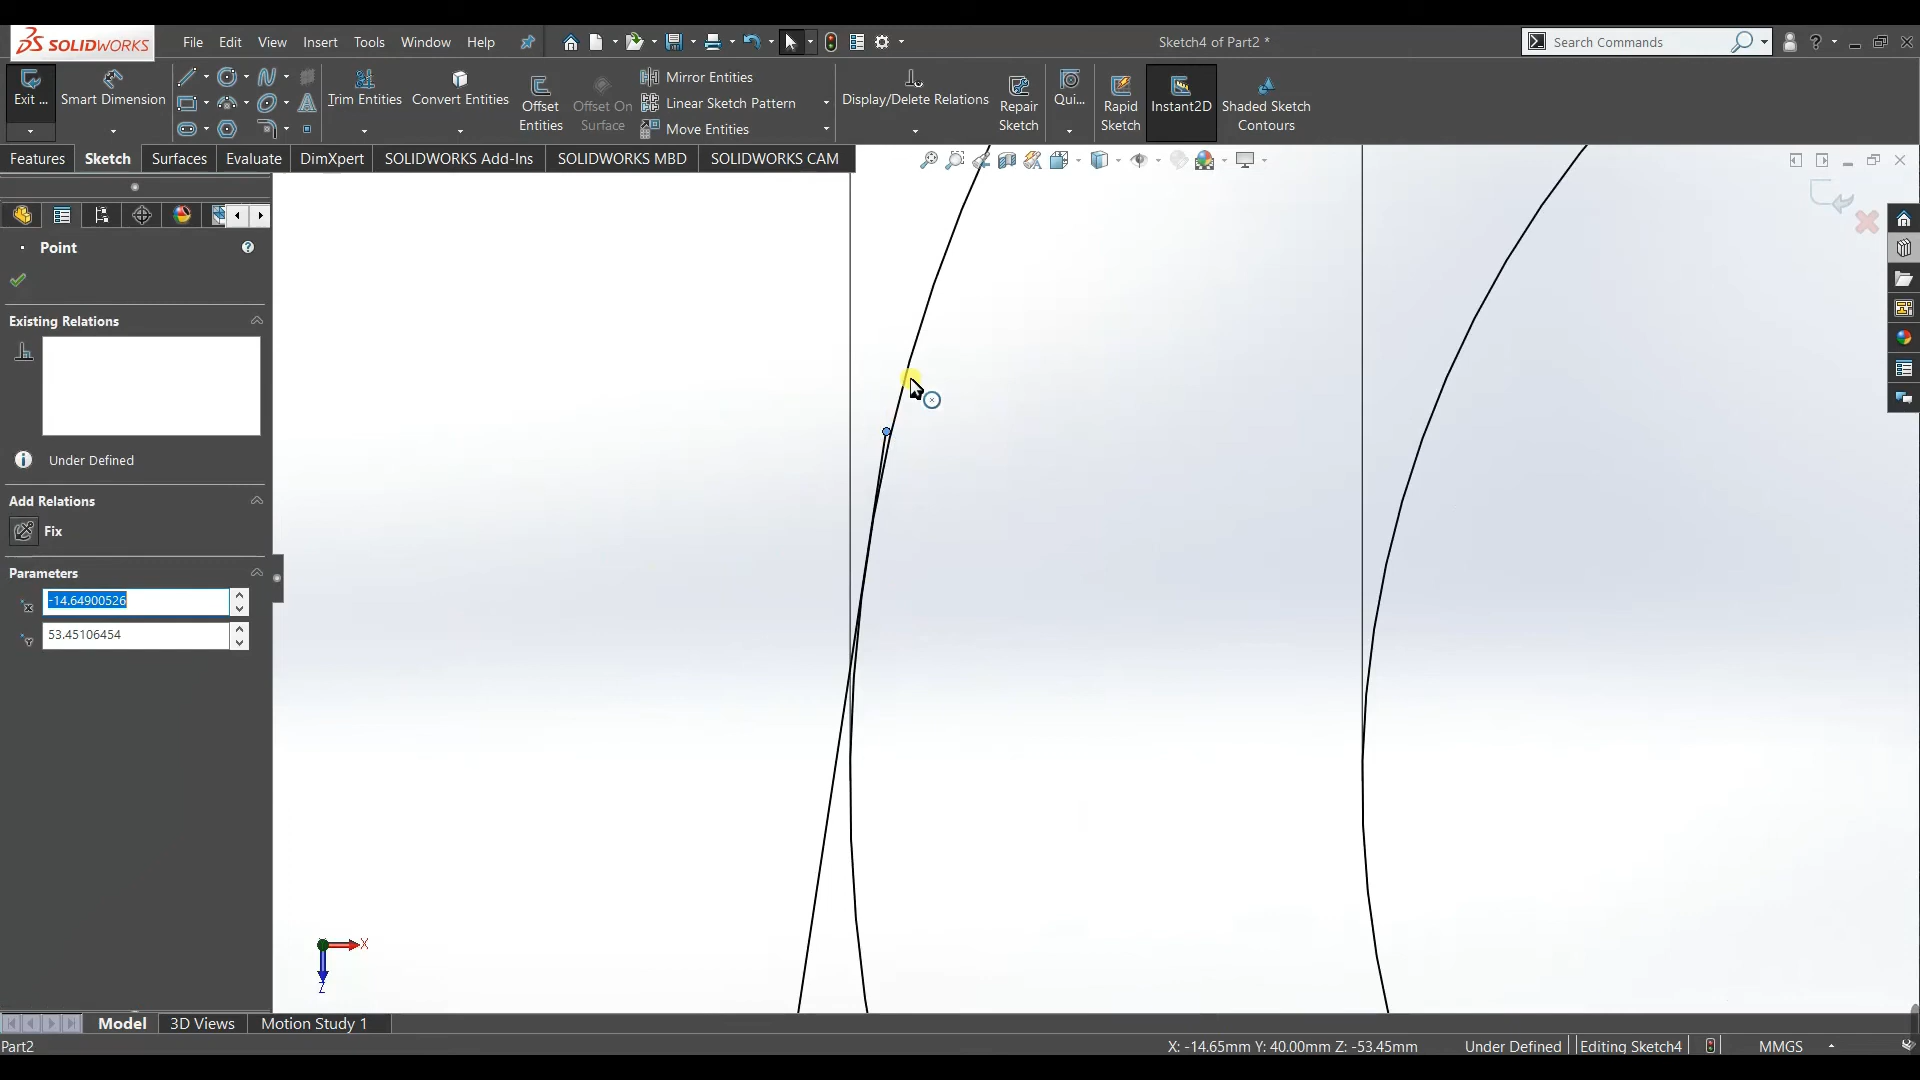 SOLIDWORKS
File Edit View Insert Tools Window Help
Sketch4 of Part2 *
Search Commands
Exit ...
Smart Dimension
Trim Entities
Convert Entities
Offset Entities
Offset On Surface
Mirror Entities
Linear Sketch Pattern
Move Entities
Display/Delete Relations
Repair Sketch
Qui...
Rapid Sketch
Instant2D
Shaded Sketch Contours
Features Sketch Surfaces Evaluate DimXpert SOLIDWORKS Add-Ins SOLIDWORKS MBD SOLIDWORKS CAM
Point
Existing Relations
Under Defined
Add Relations
Fix
Parameters
-14.64900526
53.45106454
X
Z
Model 3D Views Motion Study 1
Part2
X: -14.65mm Y: 40.00mm Z: -53.45mm Under Defined Editing Sketch4 MMGS